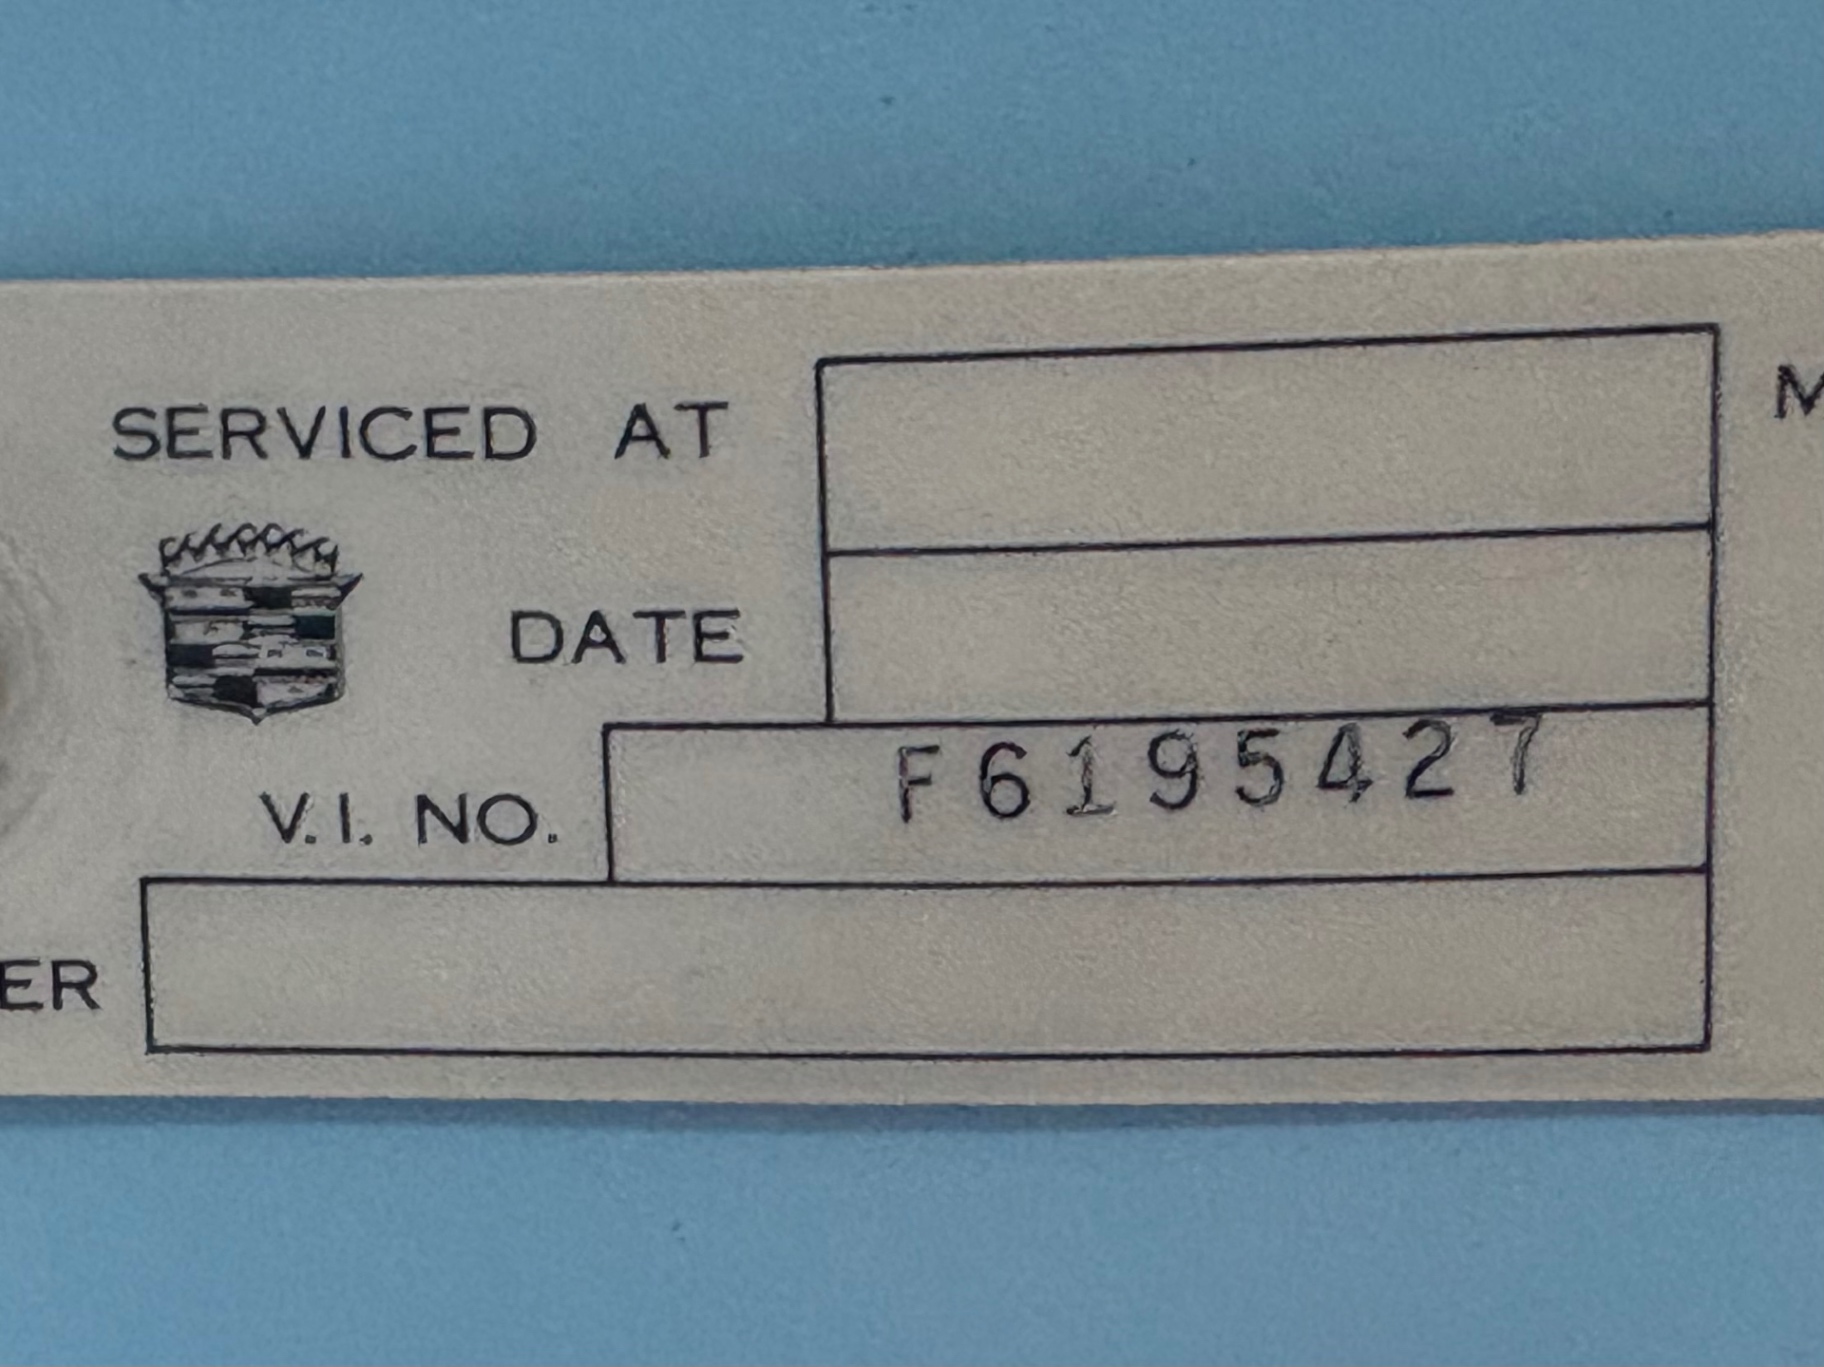 SERVICED AT
M
DATE
V.I. NO. F6195427
ER